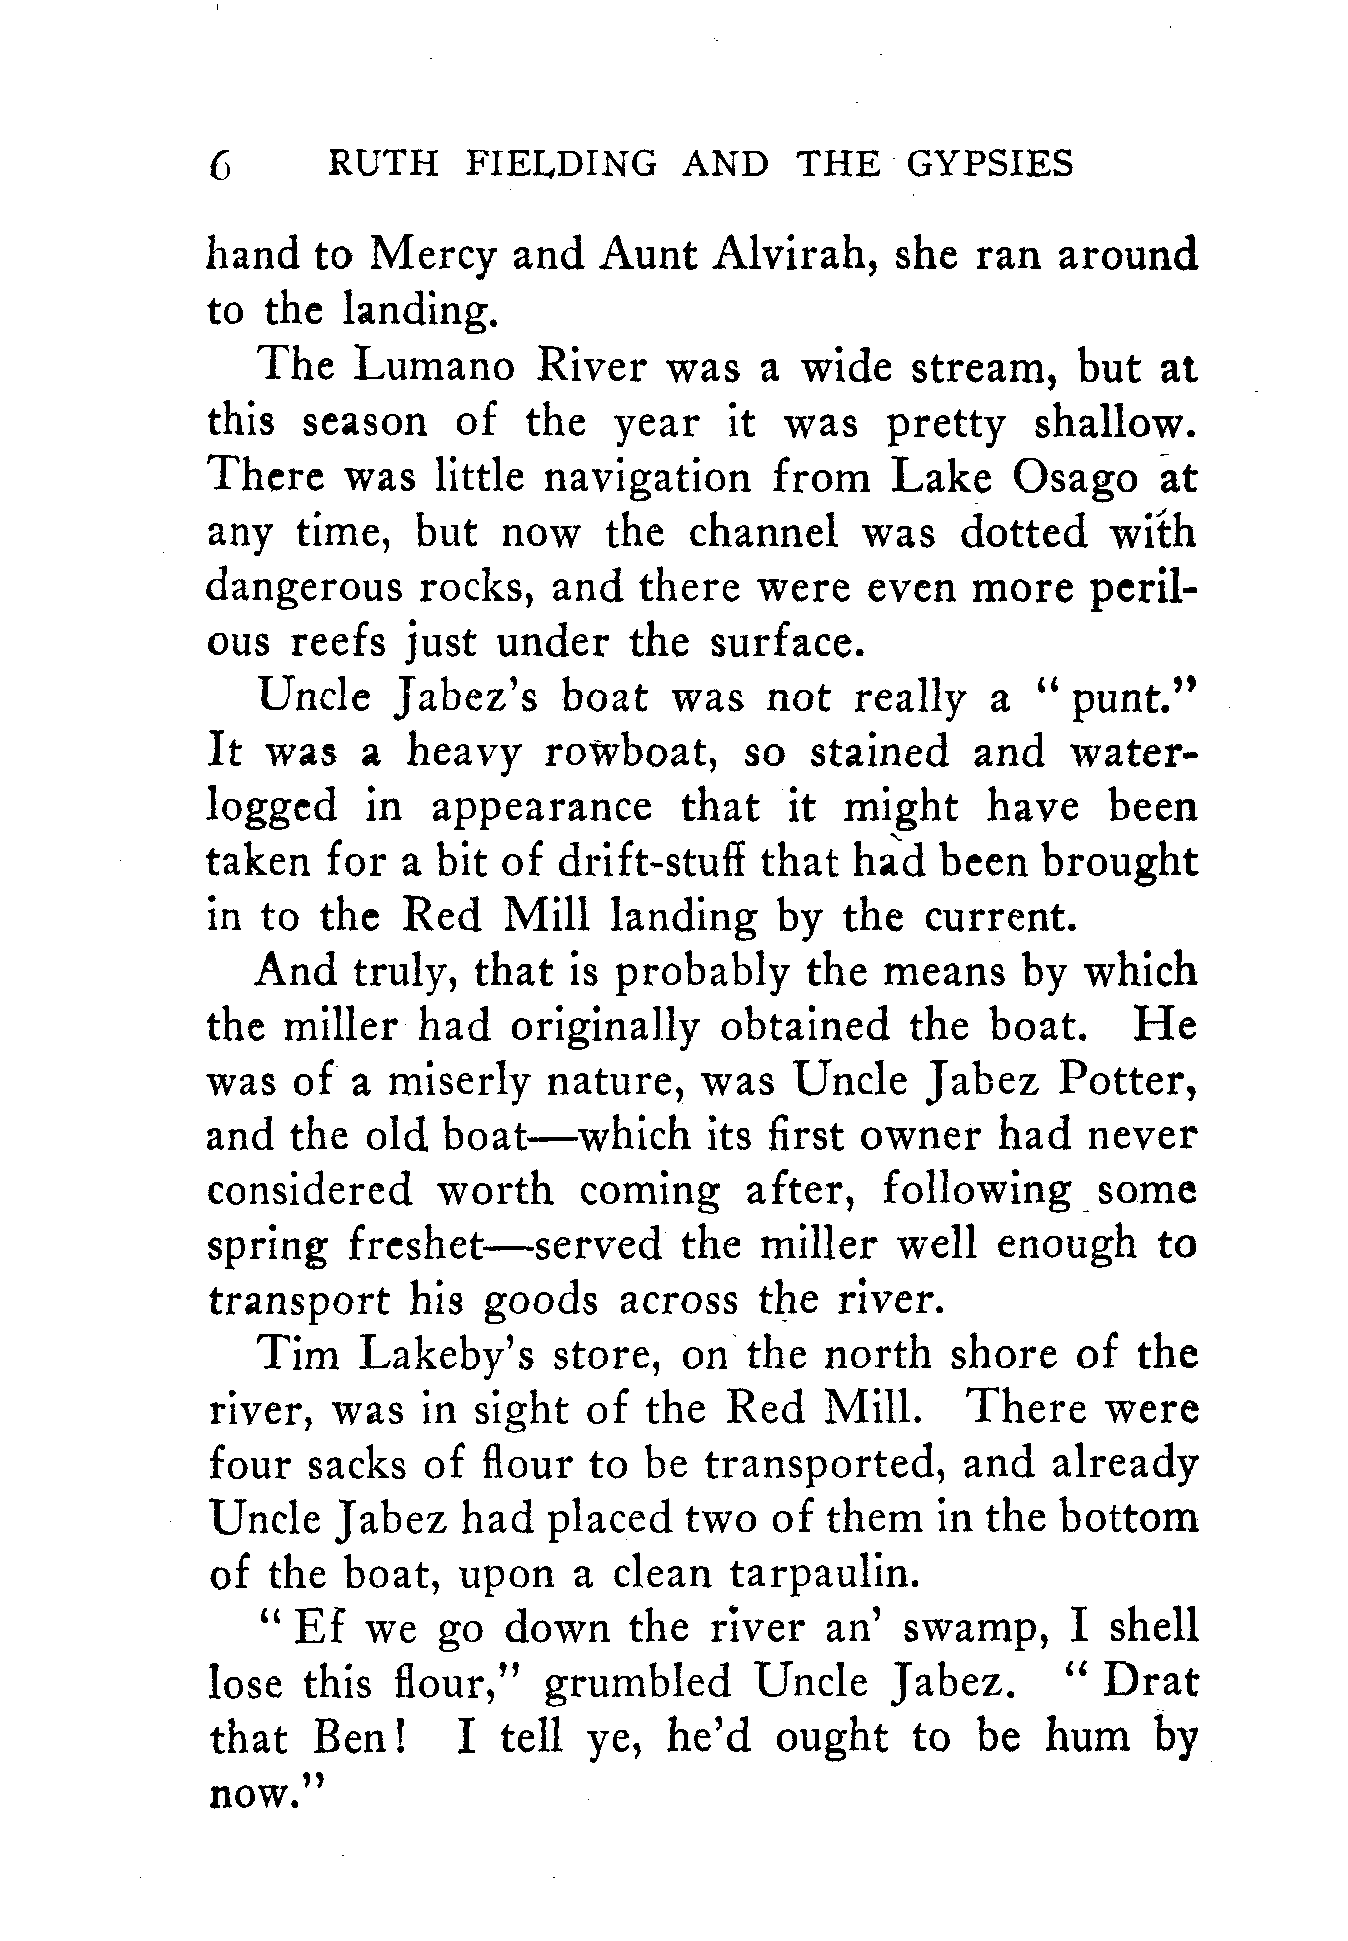 6 RUTH FIELDING AND THE GYPSIES
hand to Mercy and Aunt Alvirah, she ran around
to the landing.
The Lumano River was a wide stream, but at
this season of the year it was pretty shallow.
There was little navigation from Lake Osago at
any time, but now the channel was dotted with
dangerous rocks, and there were even more peril-
ous reefs just under the surface.
Uncle Jabez's boat was not really a " punt."
It was a heavy rowboat, so stained and water-
logged in appearance that it might have been
taken for a bit of drift-stuff that had been brought
in to the Red Mill landing by the current.
And truly, that is probably the means by which
the miller had originally obtained the boat. He
was of a miserly nature, was Uncle Jabez Potter,
and the old boat—which its first owner had never
considered worth coming after, following some
spring freshet—served the miller well enough to
transport his goods across the river.
Tim Lakeby's store, on the north shore of the
river, was in sight of the Red Mill. There were
four sacks of flour to be transported, and already
Uncle Jabez had placed two of them in the bottom
of the boat, upon a clean tarpaulin.
" Ef we go down the river an' swamp, I shell
lose this flour," grumbled Uncle Jabez. " Drat
that Ben! I tell ye, he'd ought to be hum by
now."